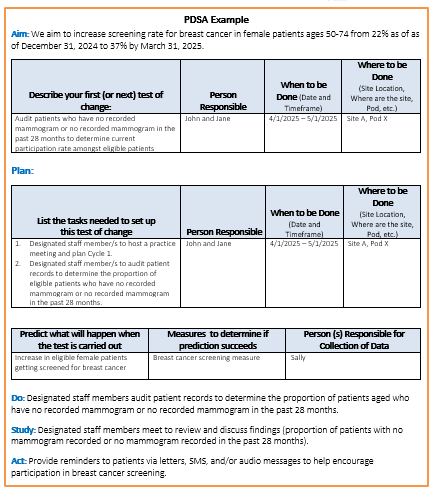 PDSA Example
Aim: We aim to increase screening rate for breast cancer in female patients ages 50-74 from 22% as of as
of December 31, 2024 to 37% by March 31, 2025.
Describe your first (or next) test of
change:
Person
Responsible
When to be
Done (Date and
Timeframe)
Where to be
Done
(Site Location,
Where are the site,
Pod, etc.)
Audit patients who have no recorded
mammogram or no recorded mammogram in the
past 28 months to determine current
participation rate amongst eligible patients
John and Jane
4/1/2025 – 5/1/2025
Site A, Pod X
Plan:
List the tasks needed to set up
this test of change
Person Responsible
When to be Done
(Date and
Timeframe)
Where to be
Done
(Site Location,
Where are the site,
Pod, etc.)
1. Designated staff member/s to host a practice
meeting and plan Cycle 1.
2. Designated staff member/s to audit patient
records to determine the proportion of
eligible patients who have no recorded
mammogram or no recorded mammogram
in the past 28 months.
John and Jane
4/1/2025 – 5/1/2025
Site A, Pod X
Predict what will happen when
the test is carried out
Measures to determine if
prediction succeeds
Person (s) Responsible for
Collection of Data
Increase in eligible female patients
getting screened for breast cancer
Breast cancer screening measure
Sally
Do: Designated staff members audit patient records to determine the proportion of patients aged who
have no recorded mammogram or no recorded mammogram in the past 28 months.
Study: Designated staff members meet to review and discuss findings (proportion of patients with no
mammogram recorded or no mammogram recorded in the past 28 months).
Act: Provide reminders to patients via letters, SMS, and/or audio messages to help encourage
participation in breast cancer screening.